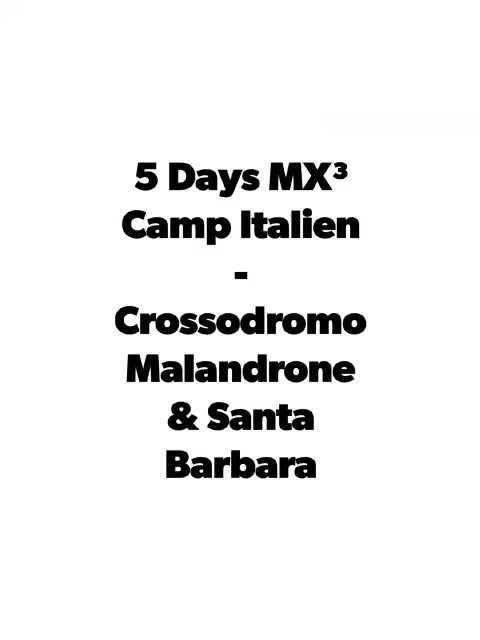 5 Days MX³
Camp Italien
-
Crossodromo
Malandrone
& Santa
Barbara